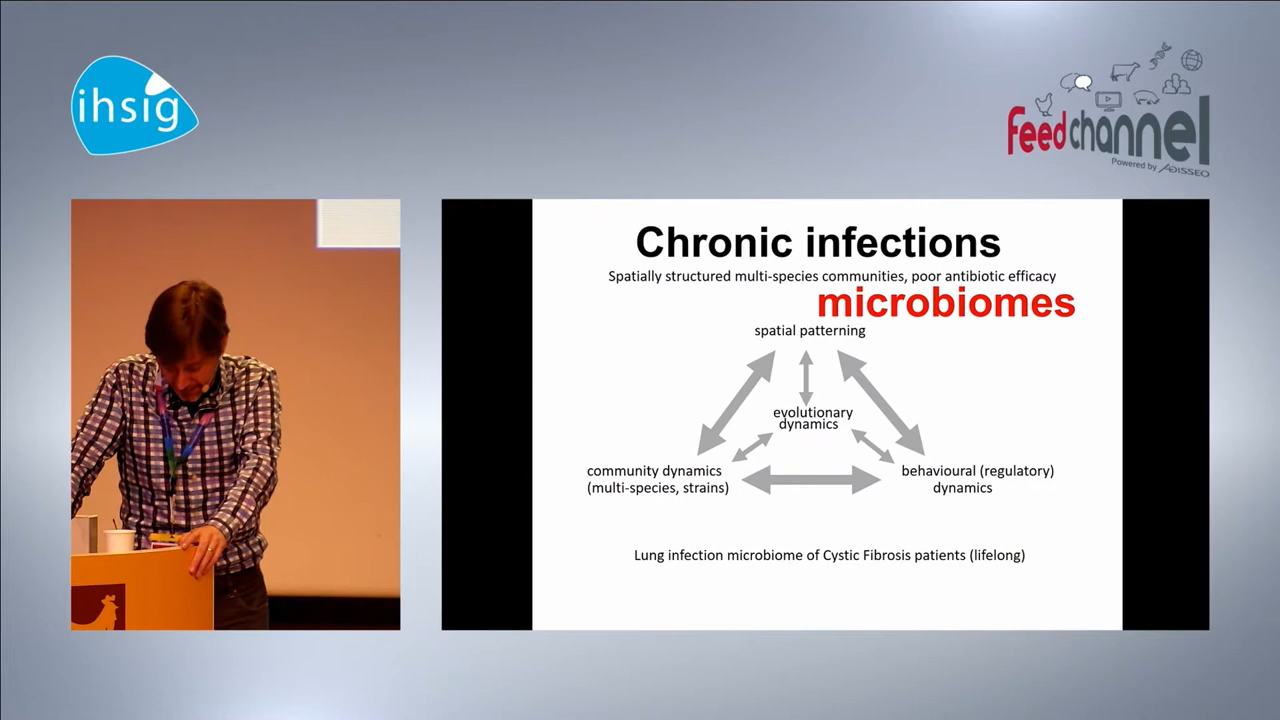 ihsig
feedchannel
Powered by ADISSEO
Chronic infections
Spatially structured multi-species communities, poor antibiotic efficacy
microbiomes
spatial patterning
evolutionary
dynamics
community dynamics
(multi-species, strains)
behavioural (regulatory)
dynamics
Lung infection microbiome of Cystic Fibrosis patients (lifelong)